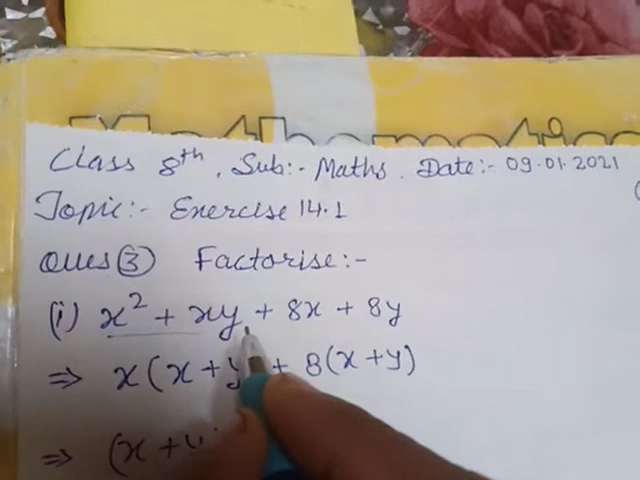 Mathematics
Class 8th, Sub:- Maths. Date:- 09.01.2021
Topic:- Exercise 14.1
Ques ③ Factorise:-
(i) x² + xy + 8x + 8y
⇒ x(x+y) + 8(x+y)
⇒ (x+y)